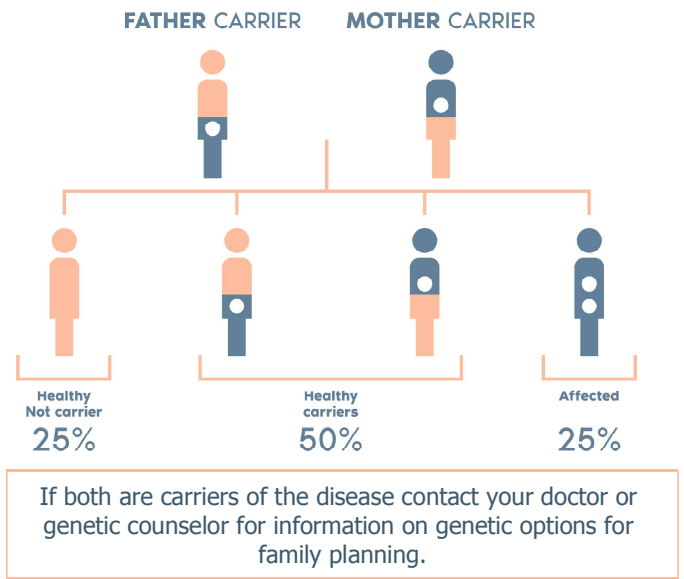 FATHER CARRIER
MOTHER CARRIER
Healthy
Not carrier
25%
Healthy
carriers
50%
Affected
25%
If both are carriers of the disease contact your doctor or
genetic counselor for information on genetic options for
family planning.